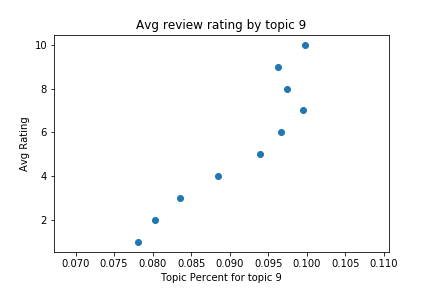 Avg review rating by topic 9
10
8
6
4
2
Avg Rating
0.070 0.075 0.080 0.085 0.090 0.095 0.100 0.105 0.110
Topic Percent for topic 9